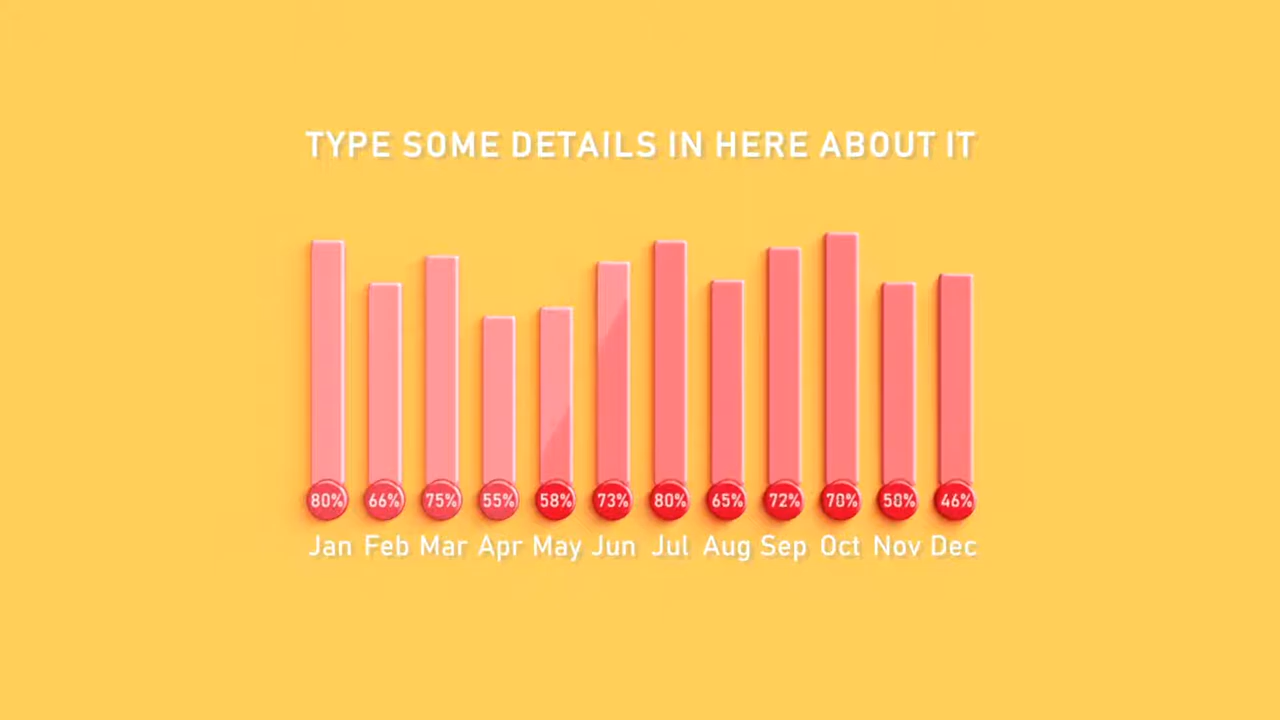 TYPE SOME DETAILS IN HERE ABOUT IT
80% 66% 75% 55% 58% 73% 80% 65% 72% 70% 50% 46%
Jan Feb Mar Apr May Jun Jul Aug Sep Oct Nov Dec